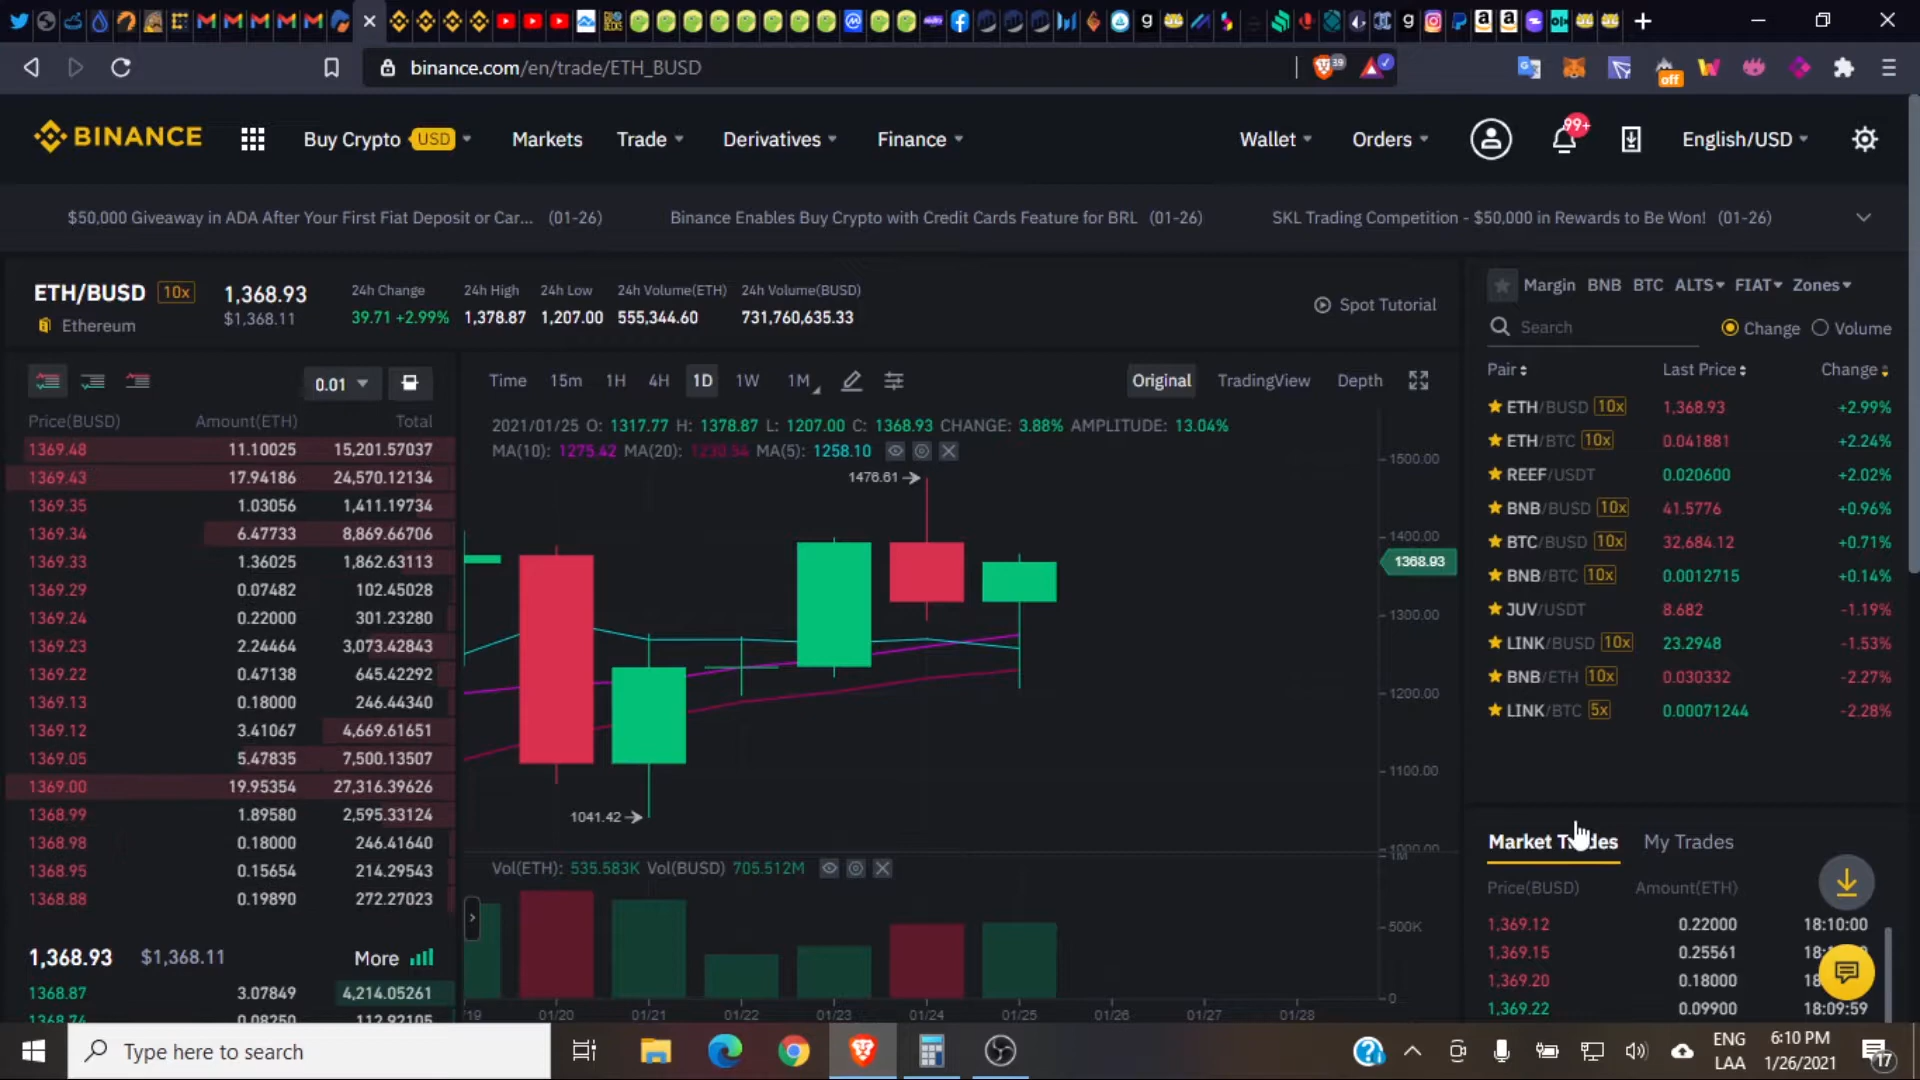 binance.com/en/trade/ETH_BUSD
39
off
BINANCE
Buy Crypto USD
Markets
Trade
Derivatives
Finance
Wallet
Orders
99+
English/USD
$50,000 Giveaway in ADA After Your First Fiat Deposit or Car... (01-26)
Binance Enables Buy Crypto with Credit Cards Feature for BRL (01-26)
SKL Trading Competition - $50,000 in Rewards to Be Won! (01-26)
ETH/BUSD 10x
Ethereum
1,368.93
$1,368.11
24h Change
39.71 +2.99%
24h High
1,378.87
24h Low
1,207.00
24h Volume(ETH)
555,344.60
24h Volume(BUSD)
731,760,635.33
Spot Tutorial
0.01
Price(BUSD) Amount(ETH) Total
1369.48 11.10025 15,201.57037
1369.43 17.94186 24,570.12134
1369.35 1.03056 1,411.19734
1369.34 6.47733 8,869.66706
1369.33 1.36025 1,862.63113
1369.29 0.07482 102.45028
1369.24 0.22000 301.23280
1369.23 2.24464 3,073.42843
1369.22 0.47138 645.42292
1369.13 0.18000 246.44340
1369.12 3.41067 4,669.61651
1369.05 5.47835 7,500.13507
1369.00 19.95354 27,316.39626
1368.99 1.89580 2,595.33124
1368.98 0.18000 246.41640
1368.95 0.15654 214.29543
1368.88 0.19890 272.27023
1,368.93 $1,368.11 More
1368.87 3.07849 4,214.05261
1368.74 0.08250 112.92105
Time 15m 1H 4H 1D 1W 1M
Original TradingView Depth
2021/01/25 O: 1317.77 H: 1378.87 L: 1207.00 C: 1368.93 CHANGE: 3.88% AMPLITUDE: 13.04%
MA(10): 1275.42 MA(20): 1230.54 MA(5): 1258.10
1476.61
1041.42
1500.00
1400.00
1368.93
1300.00
1200.00
1100.00
1000.00
Vol(ETH): 535.583K Vol(BUSD) 705.512M
1M
500K
0
/19 01/20 01/21 01/22 01/23 01/24 01/25 01/26 01/27 01/28
Margin BNB BTC ALTS FIAT Zones
Search
Change Volume
Pair Last Price Change
ETH/BUSD 10x 1,368.93 +2.99%
ETH/BTC 10x 0.041881 +2.24%
REEF/USDT 0.020600 +2.02%
BNB/BUSD 10x 41.5776 +0.96%
BTC/BUSD 10x 32,684.12 +0.71%
BNB/BTC 10x 0.0012715 +0.14%
JUV/USDT 8.682 -1.19%
LINK/BUSD 10x 23.2948 -1.53%
BNB/ETH 10x 0.030332 -2.27%
LINK/BTC 5x 0.00071244 -2.28%
Market Trades My Trades
Price(BUSD) Amount(ETH)
1,369.12 0.22000 18:10:00
1,369.15 0.25561 18:
1,369.20 0.18000 18:
1,369.22 0.09900 18:09:59
Type here to search
ENG
LAA
6:10 PM
1/26/2021
17